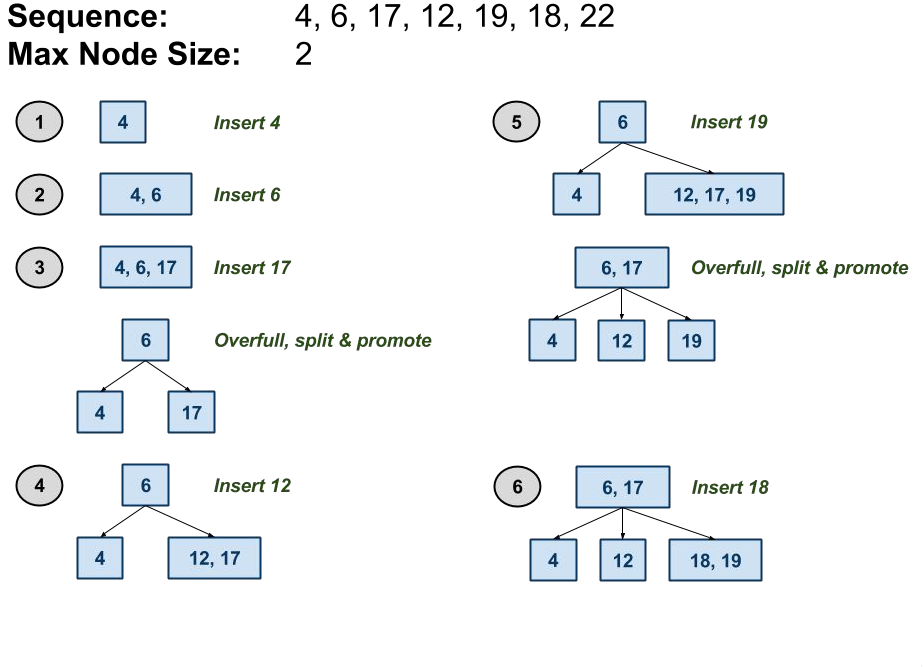 Sequence: 4, 6, 17, 12, 19, 18, 22
Max Node Size: 2
1 4 Insert 4
2 4, 6 Insert 6
3 4, 6, 17 Insert 17
6 Overfull, split & promote
4 17
4 6 Insert 12
4 12, 17
5 6 Insert 19
4 12, 17, 19
6, 17 Overfull, split & promote
4 12 19
6 6, 17 Insert 18
4 12 18, 19